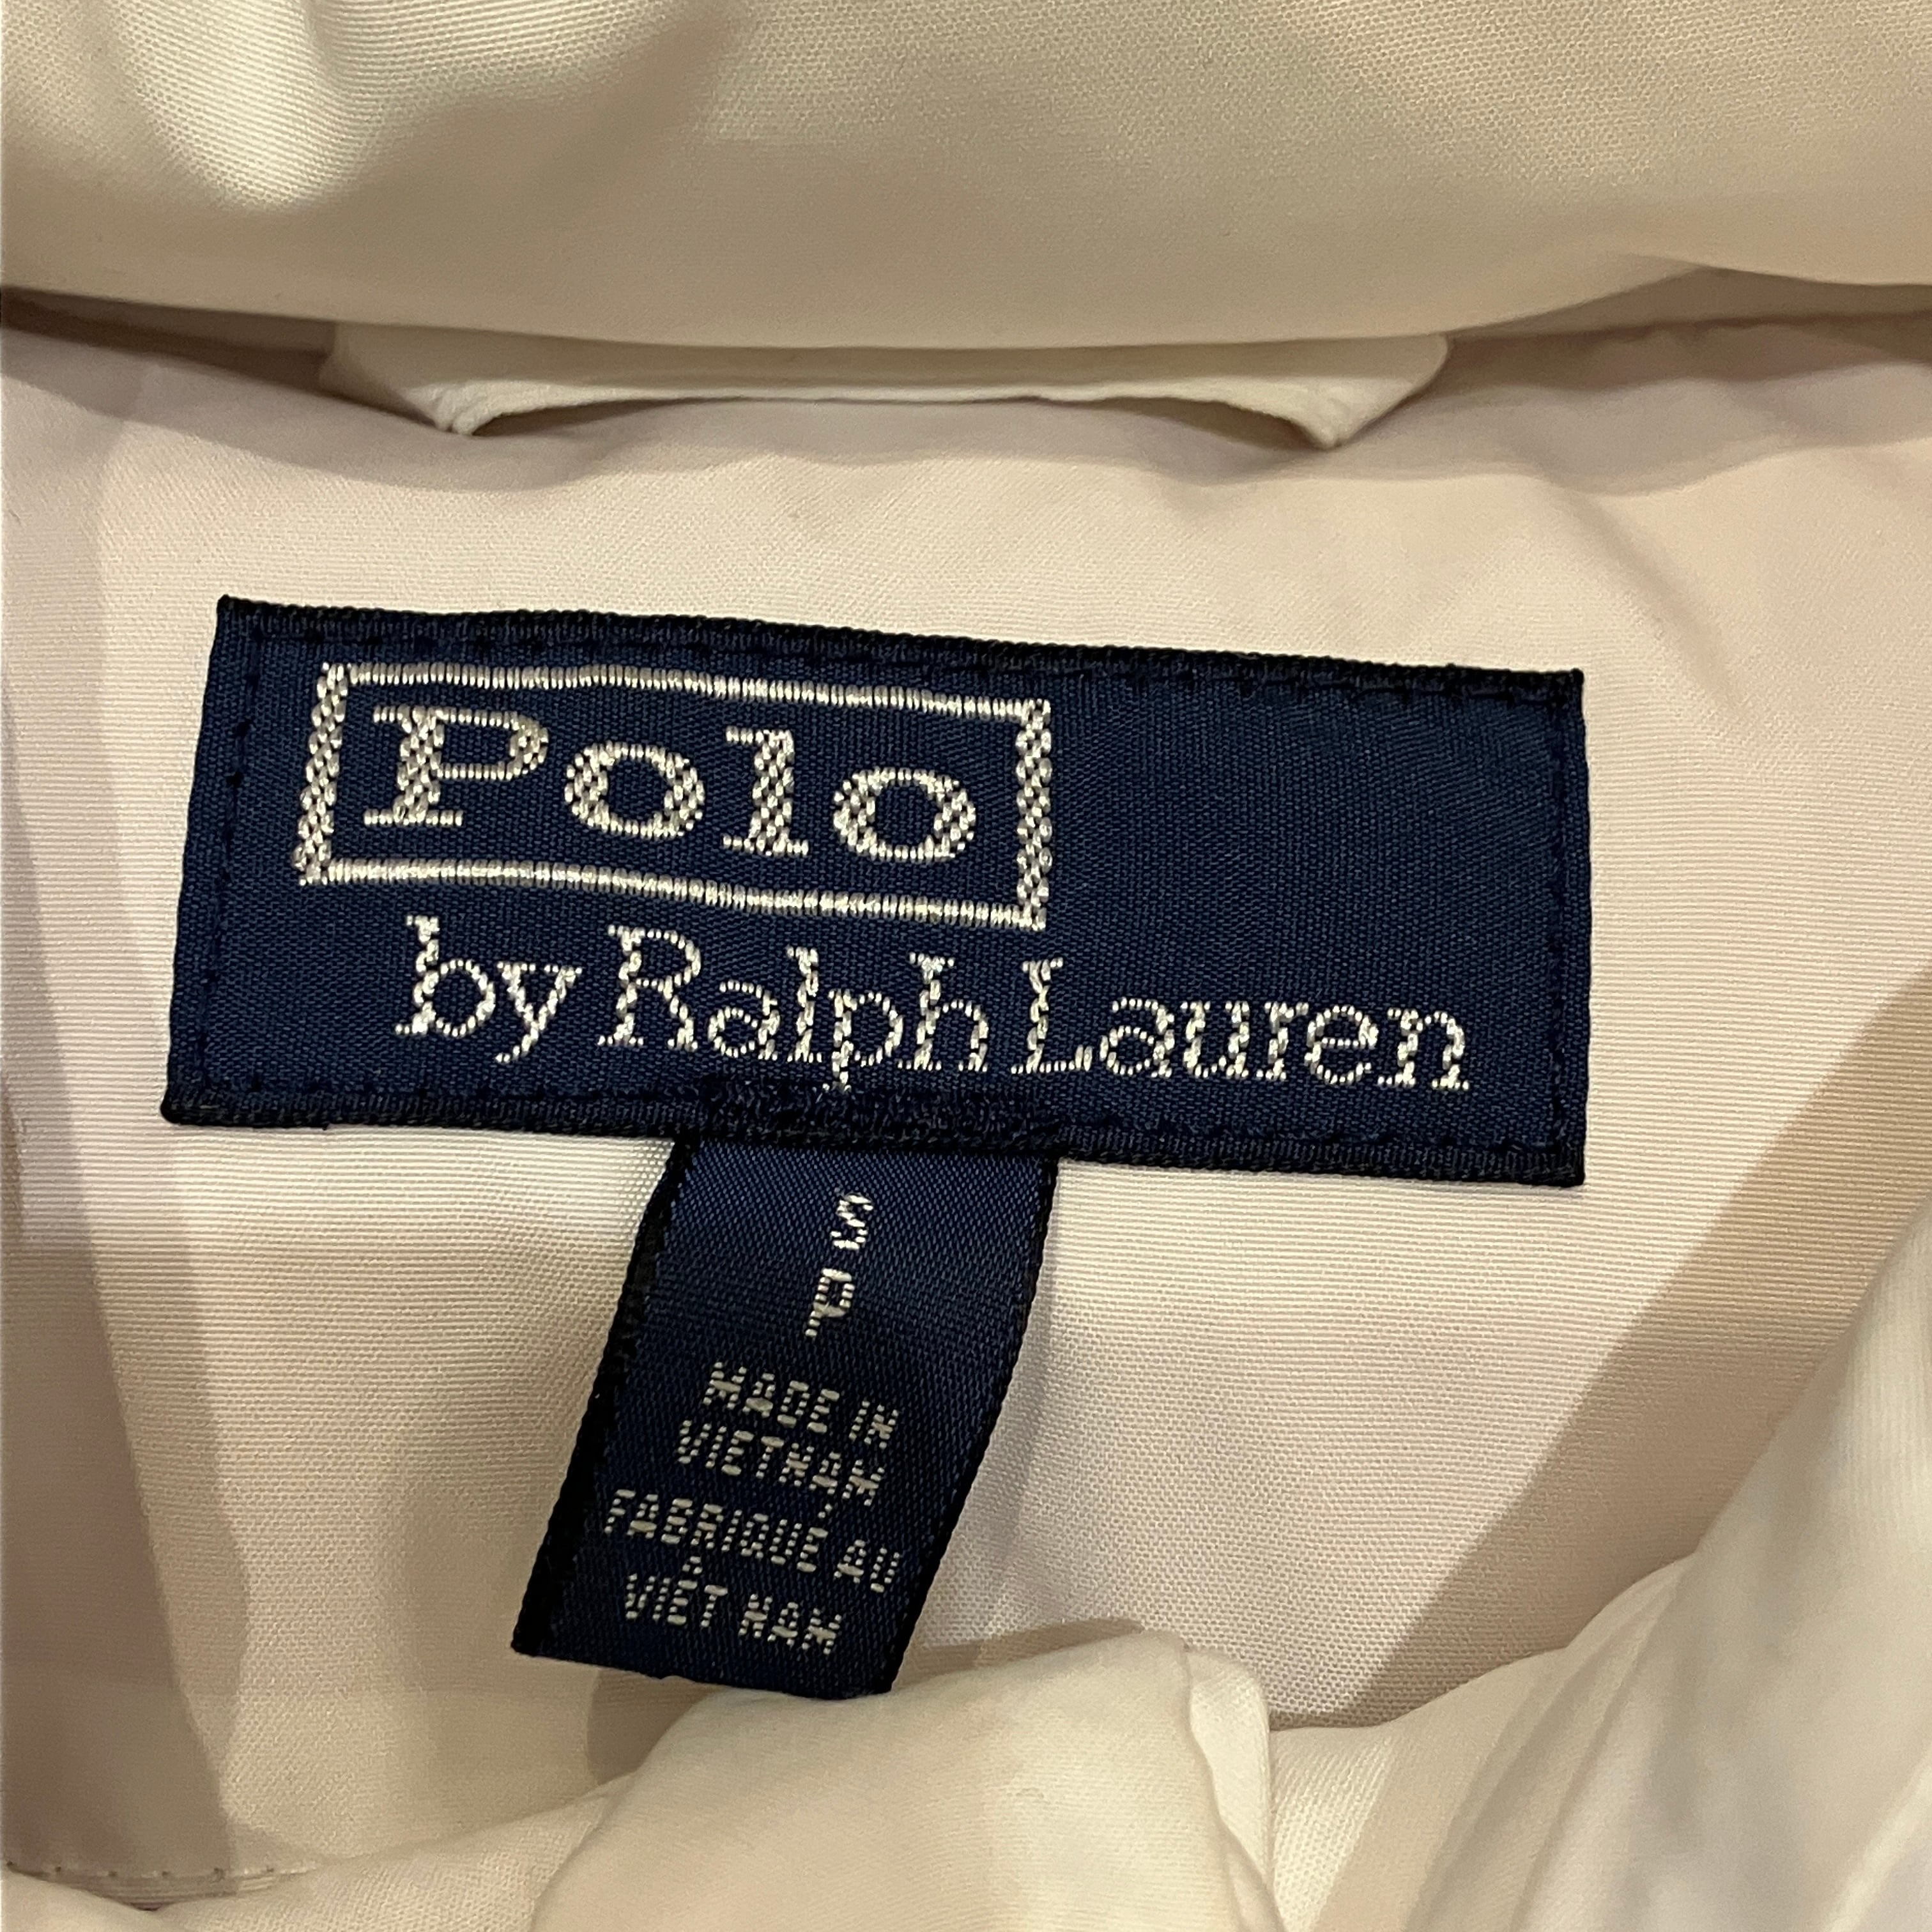 Polo
by Ralph Lauren
S
P
MADE IN
VIETNAM
FABRIQUÉ AU
VIÊT NAM